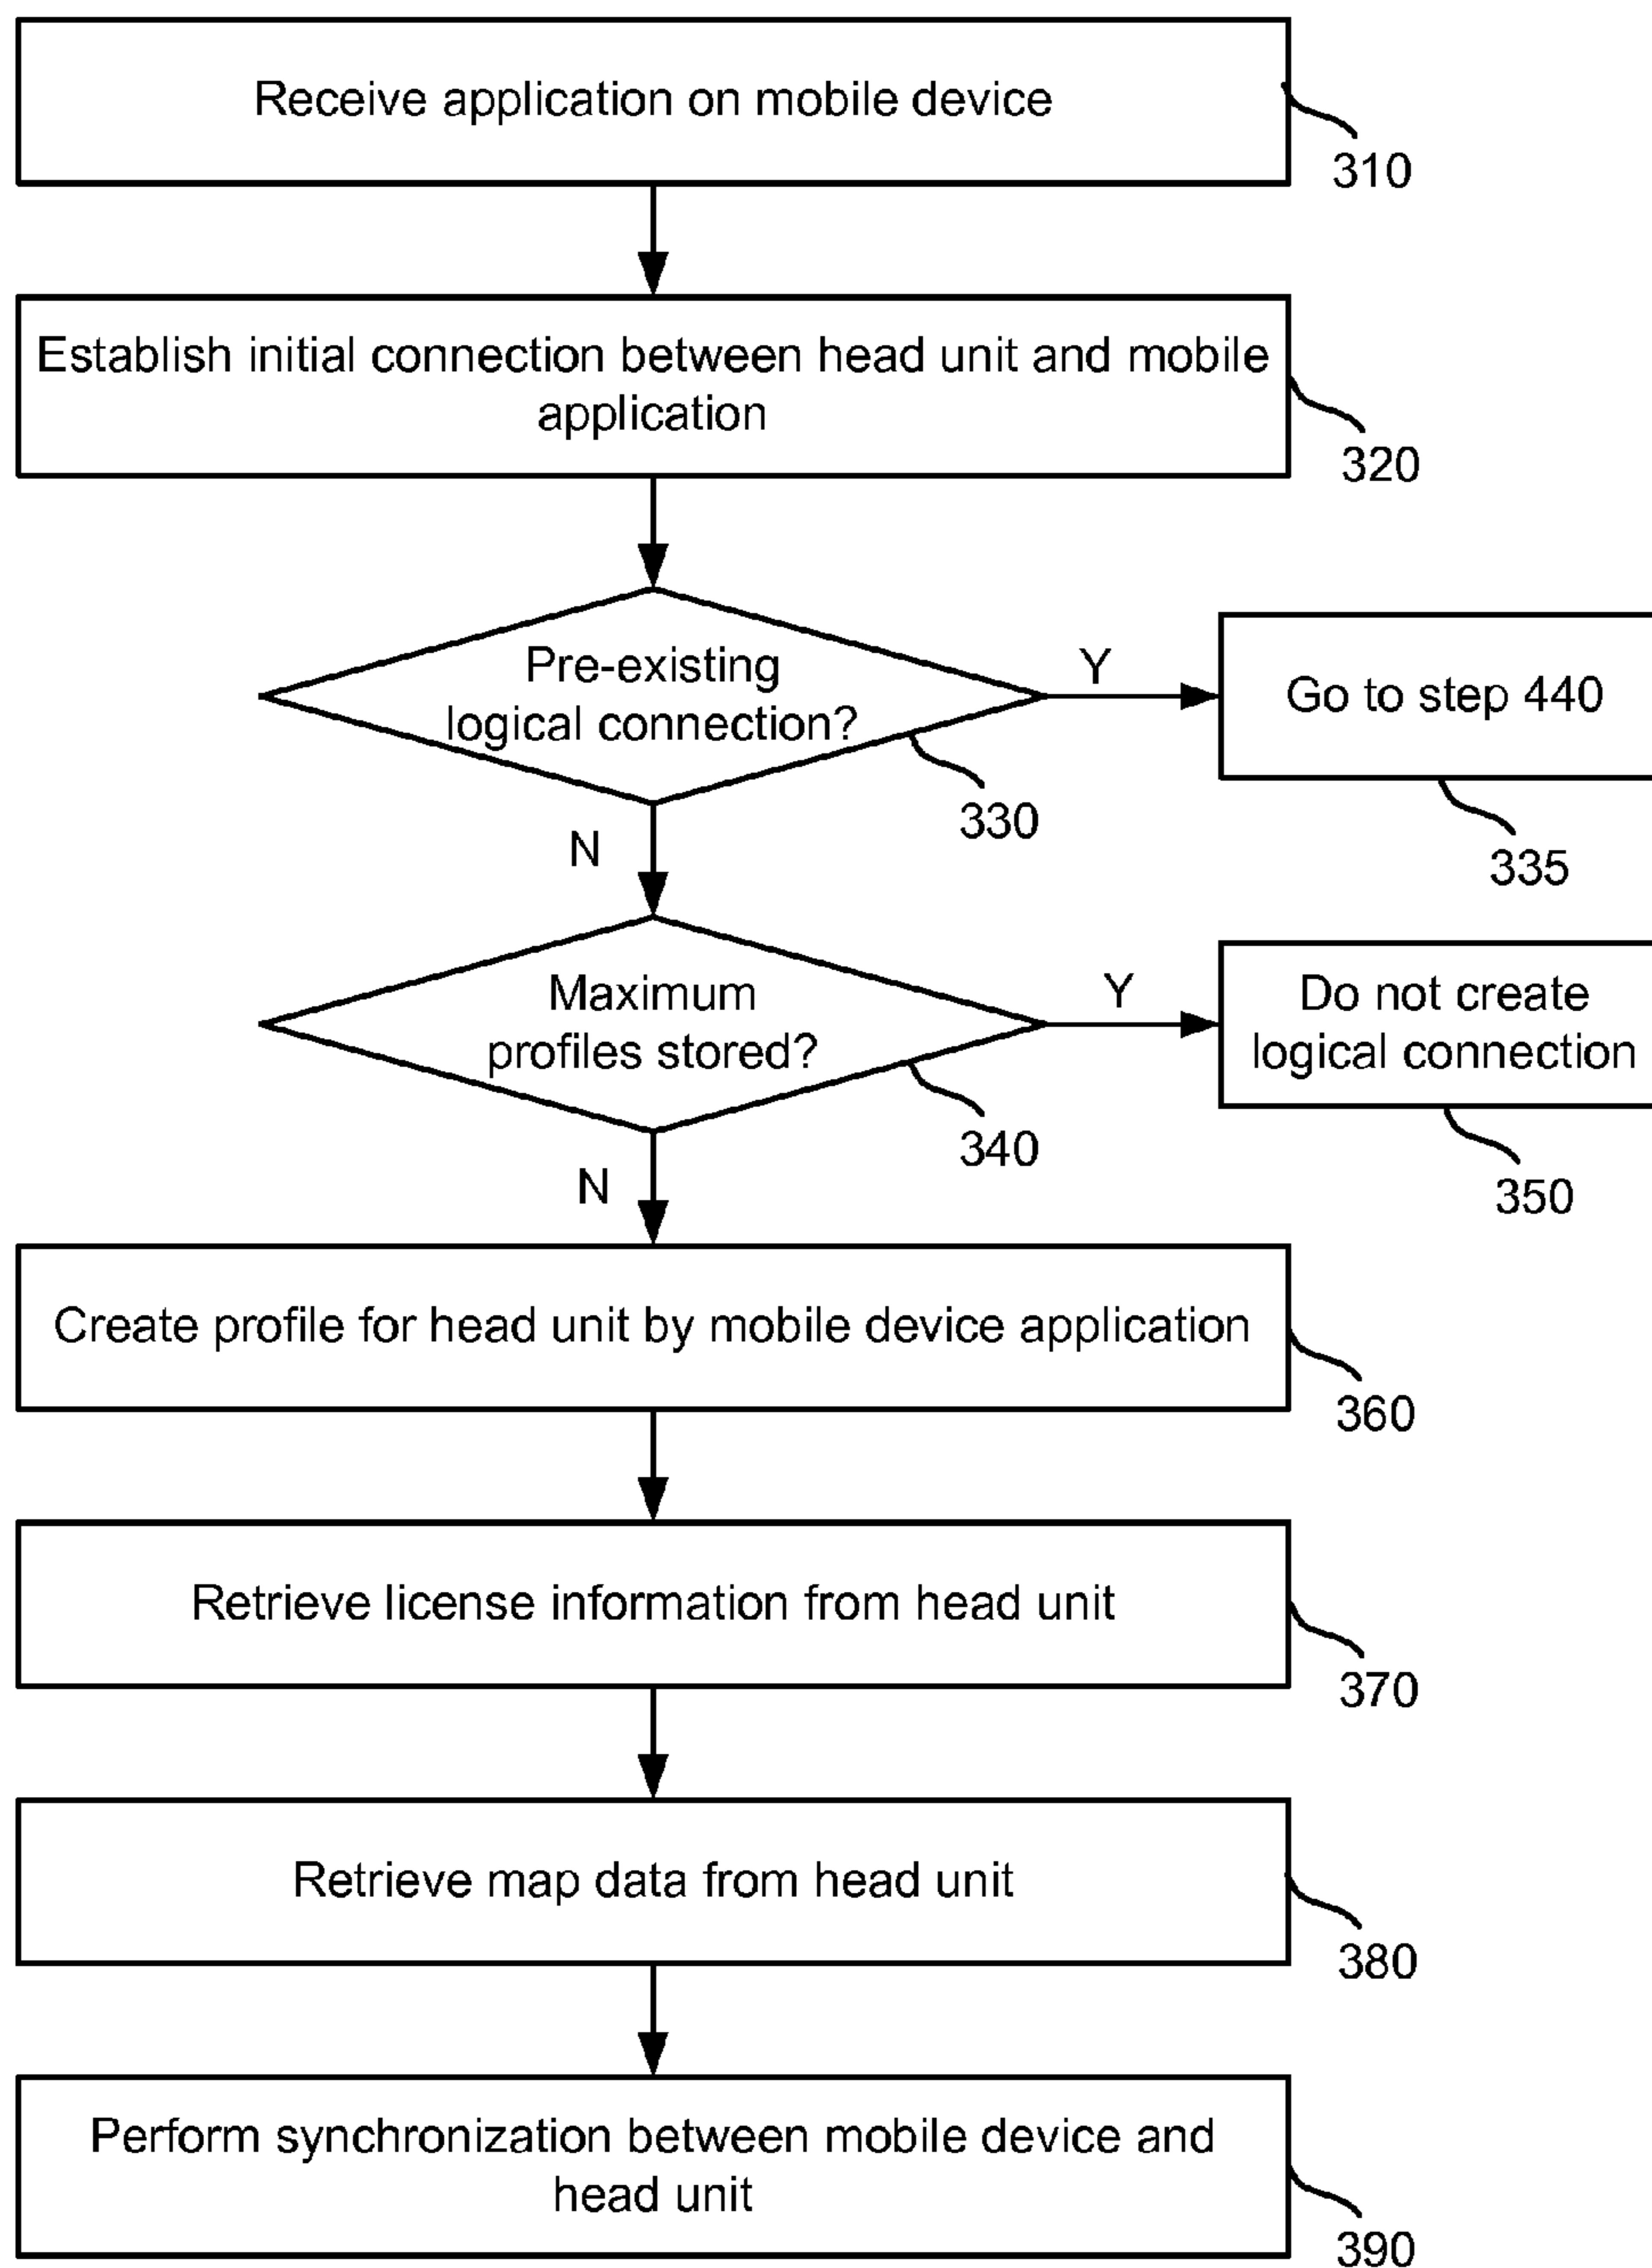 Receive application on mobile device
310
Establish initial connection between head unit and mobile
application
320
Pre-existing
logical connection?
Y
Go to step 440
330
335
N
Maximum
profiles stored?
Y
Do not create
logical connection
340
350
N
Create profile for head unit by mobile device application
360
Retrieve license information from head unit
370
Retrieve map data from head unit
380
Perform synchronization between mobile device and
head unit
390